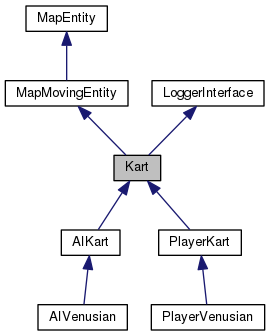 MapEntity
MapMovingEntity
LoggerInterface
Kart
AIKart
PlayerKart
AIVenusian
PlayerVenusian